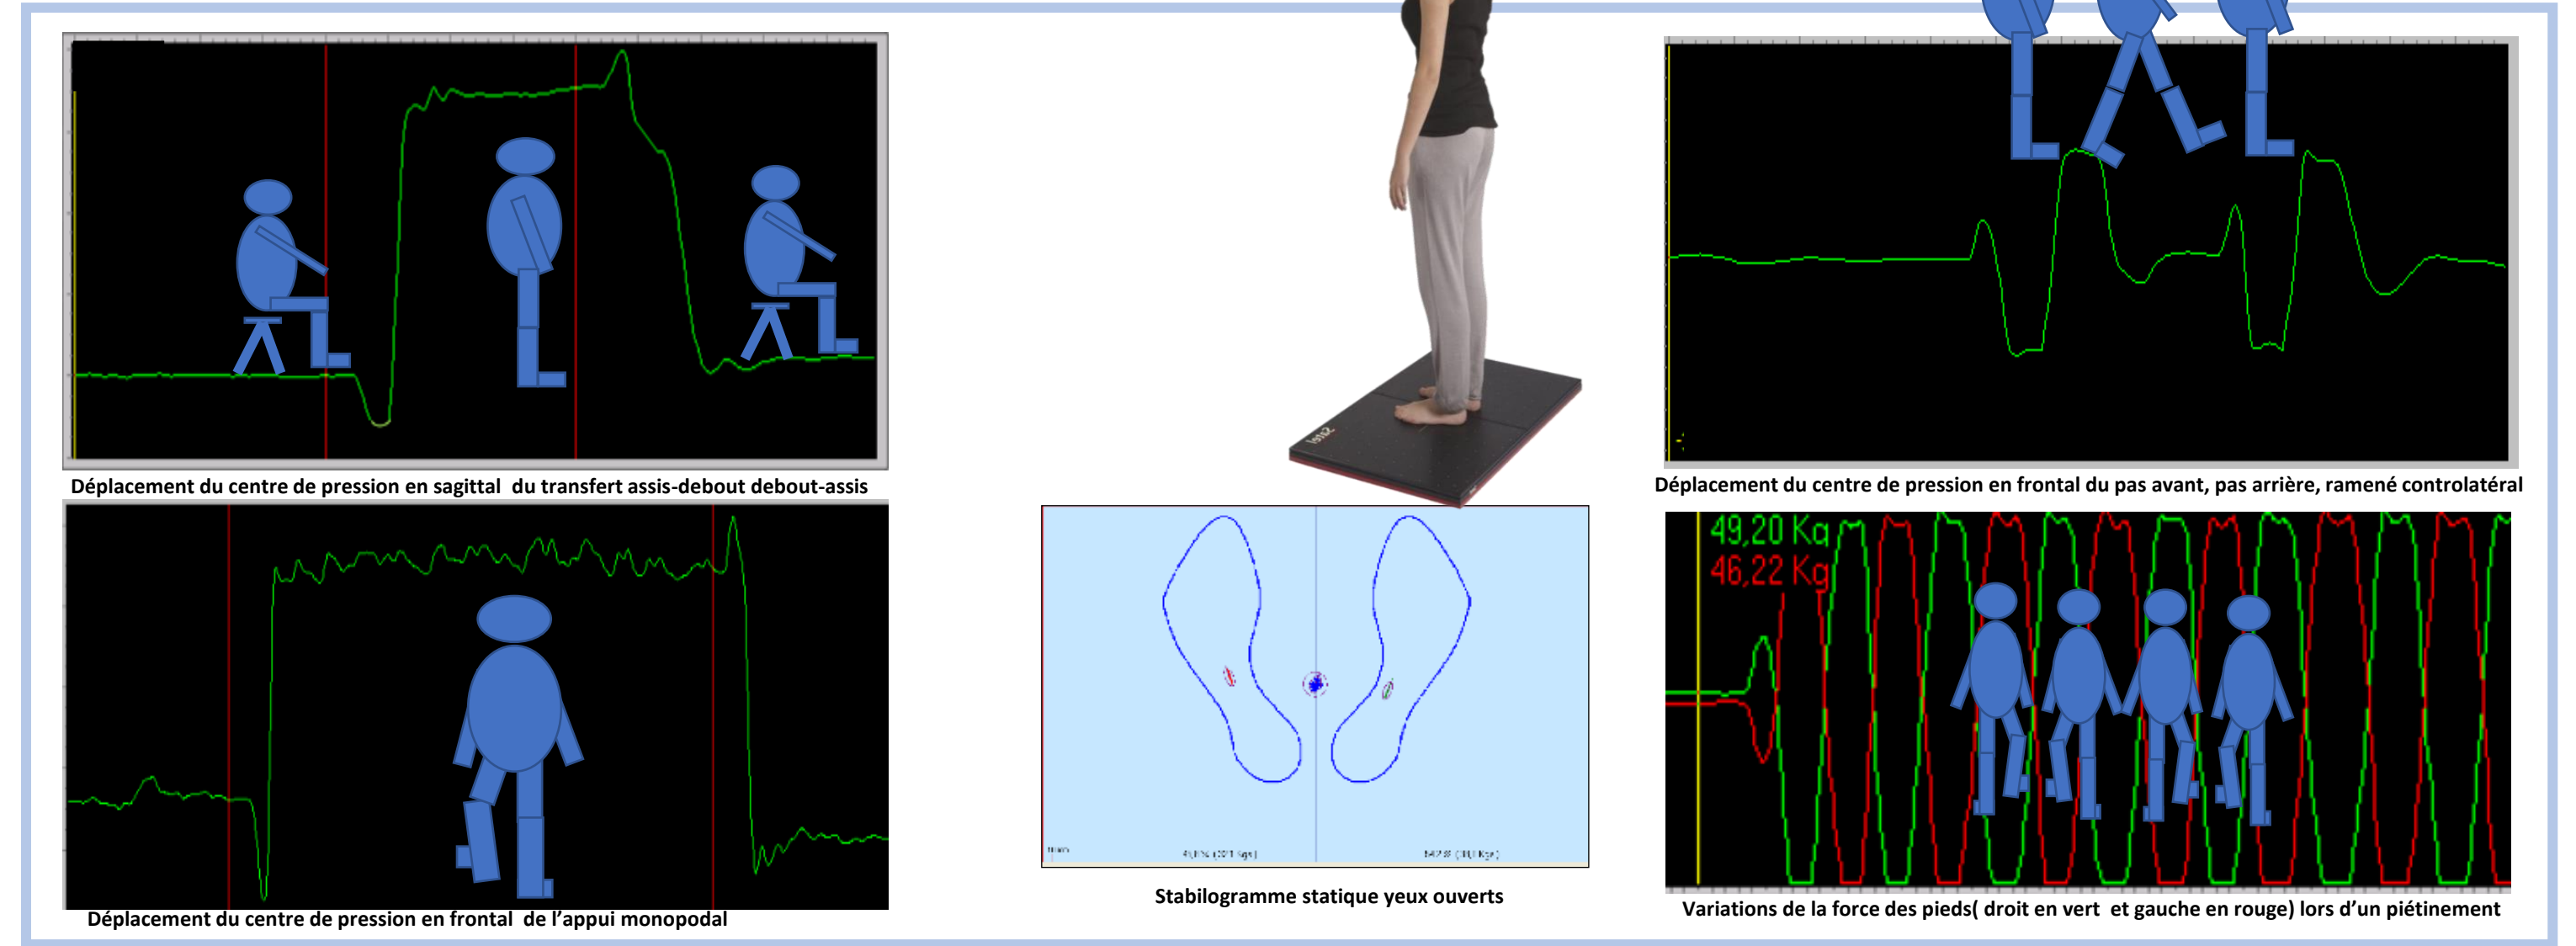 Déplacement du centre de pression en sagittal du transfert assis-debout debout-assis
Déplacement du centre de pression en frontal du pas avant, pas arrière, ramené controlatéral
49,20 Kg
46,22 Kg
Stabilogramme statique yeux ouverts
Déplacement du centre de pression en frontal de l’appui monopodal
Variations de la force des pieds( droit en vert et gauche en rouge) lors d’un piétinement